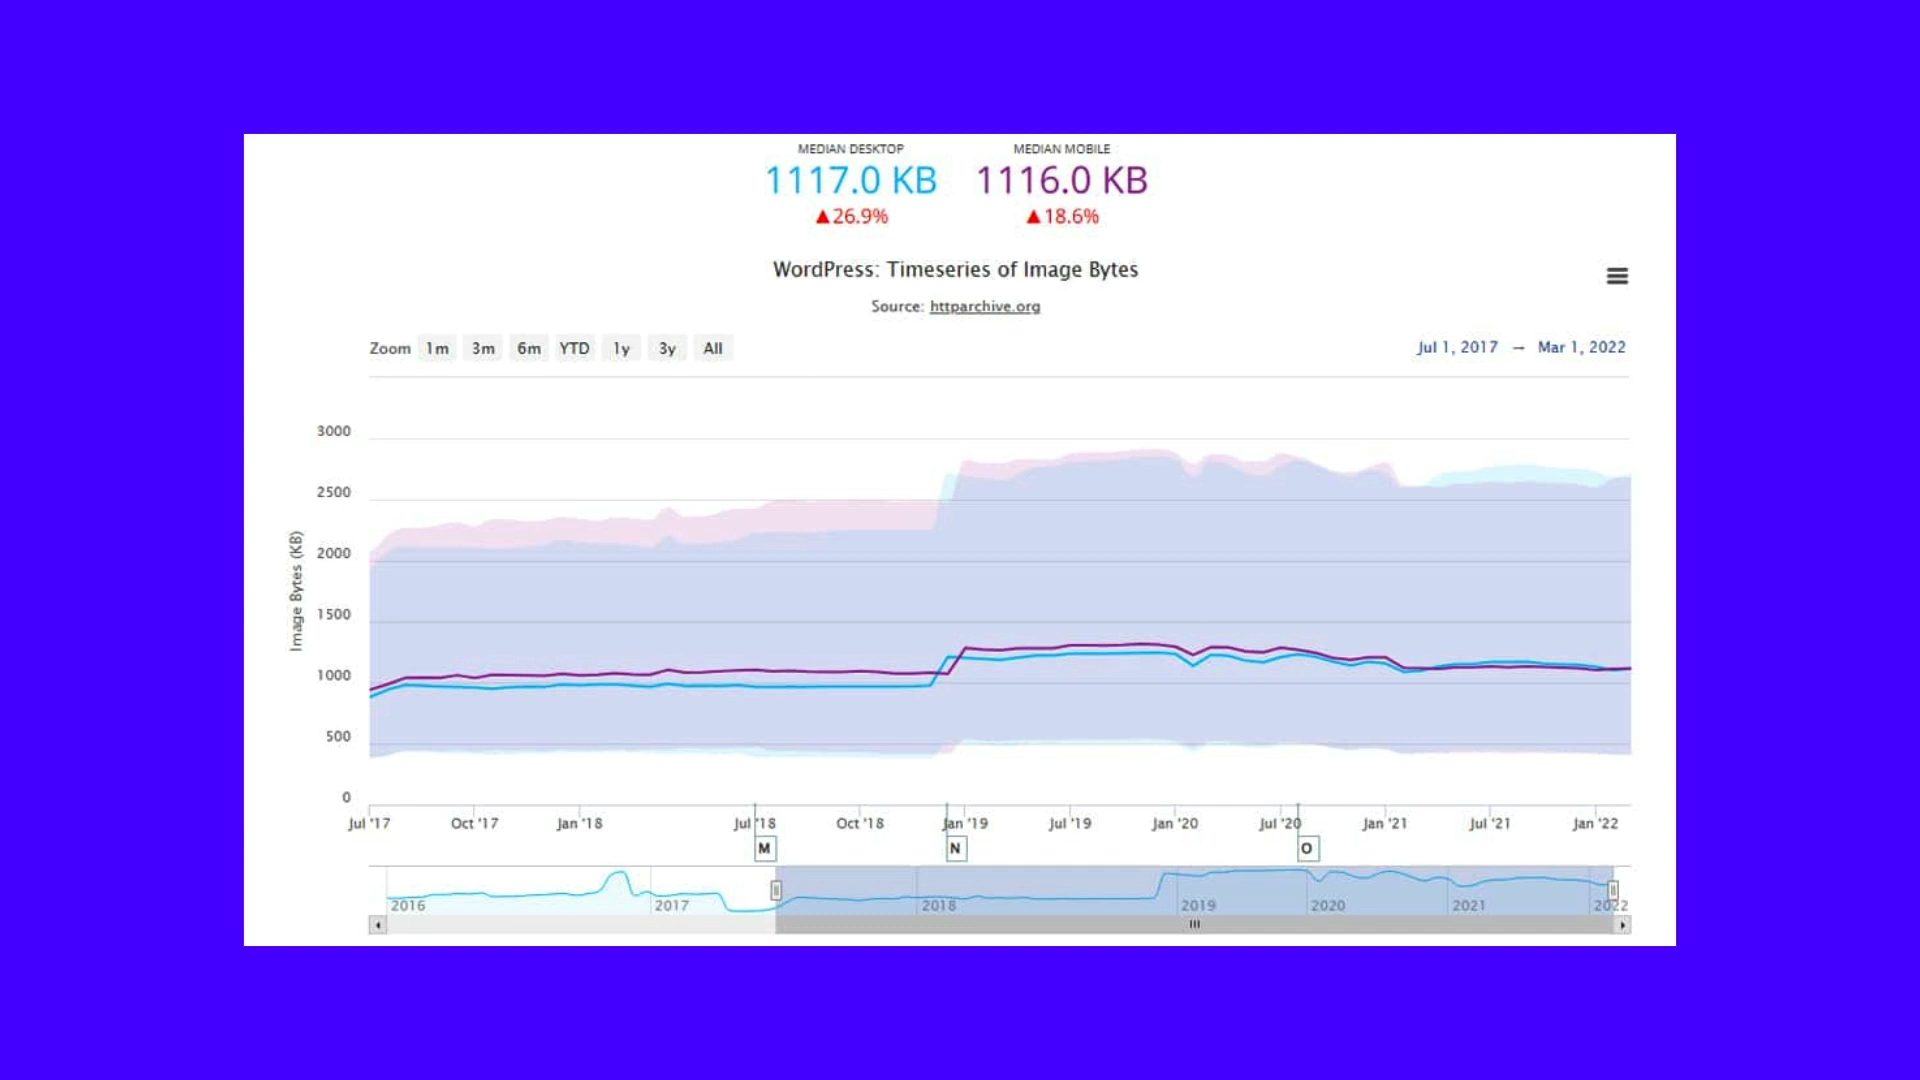 MEDIAN DESKTOP MEDIAN MOBILE
1117.0 KB 1116.0 KB
▲26.9% ▲18.6%
WordPress: Timeseries of Image Bytes
Source: httparchive.org
Zoom 1m 3m 6m YTD 1y 3y All Jul 1, 2017 → Mar 1, 2022
Image Bytes (KB)
3000
2500
2000
1500
1000
500
0
Jul '17 Oct '17 Jan '18 Jul '18 Oct '18 Jan '19 Jul '19 Jan '20 Jul '20 Jan '21 Jul '21 Jan '22
M N O
2016 2017 2018 2019 2020 2021 2022